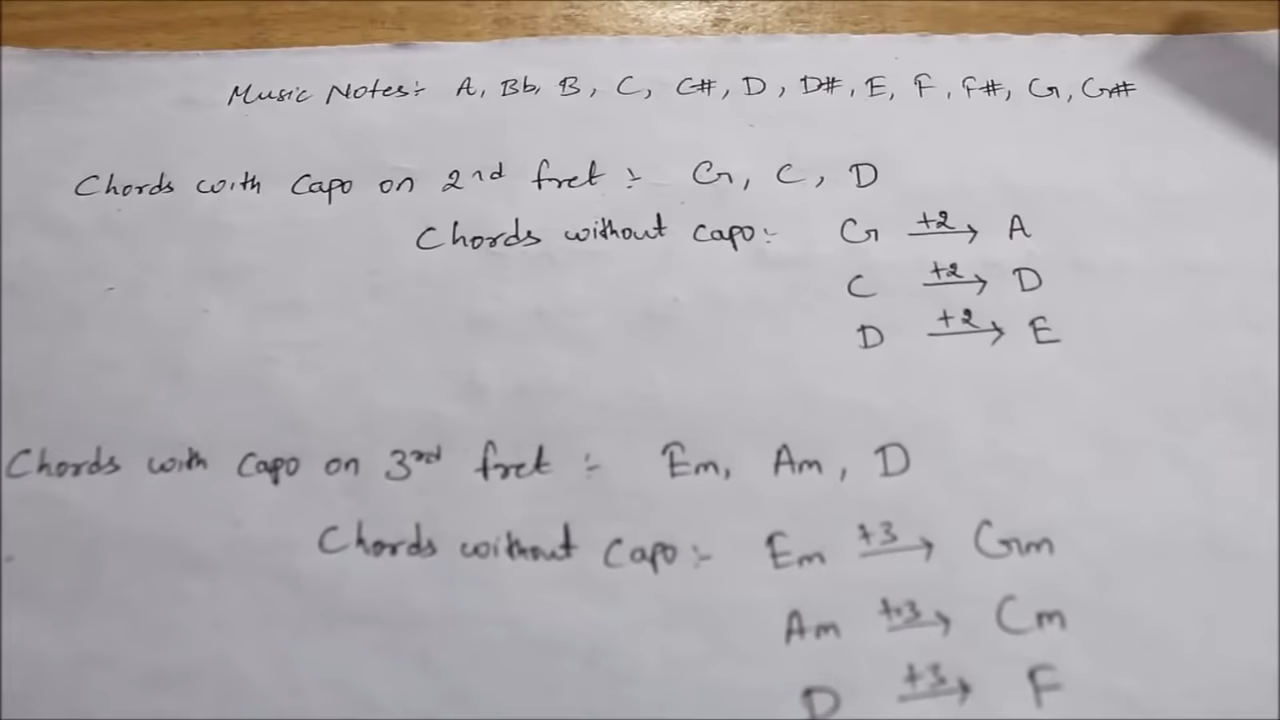 Music Notes:- A, Bb, B, C, C#, D, D#, E, F, F#, G, G#
Chords with Capo on 2nd fret :- G, C, D
Chords without capo:- G +2→ A
C +2→ D
D +2→ E
Chords with Capo on 3rd fret :- Em, Am, D
Chords without Capo:- Em +3→ Gm
Am +3→ Cm
D +3→ F